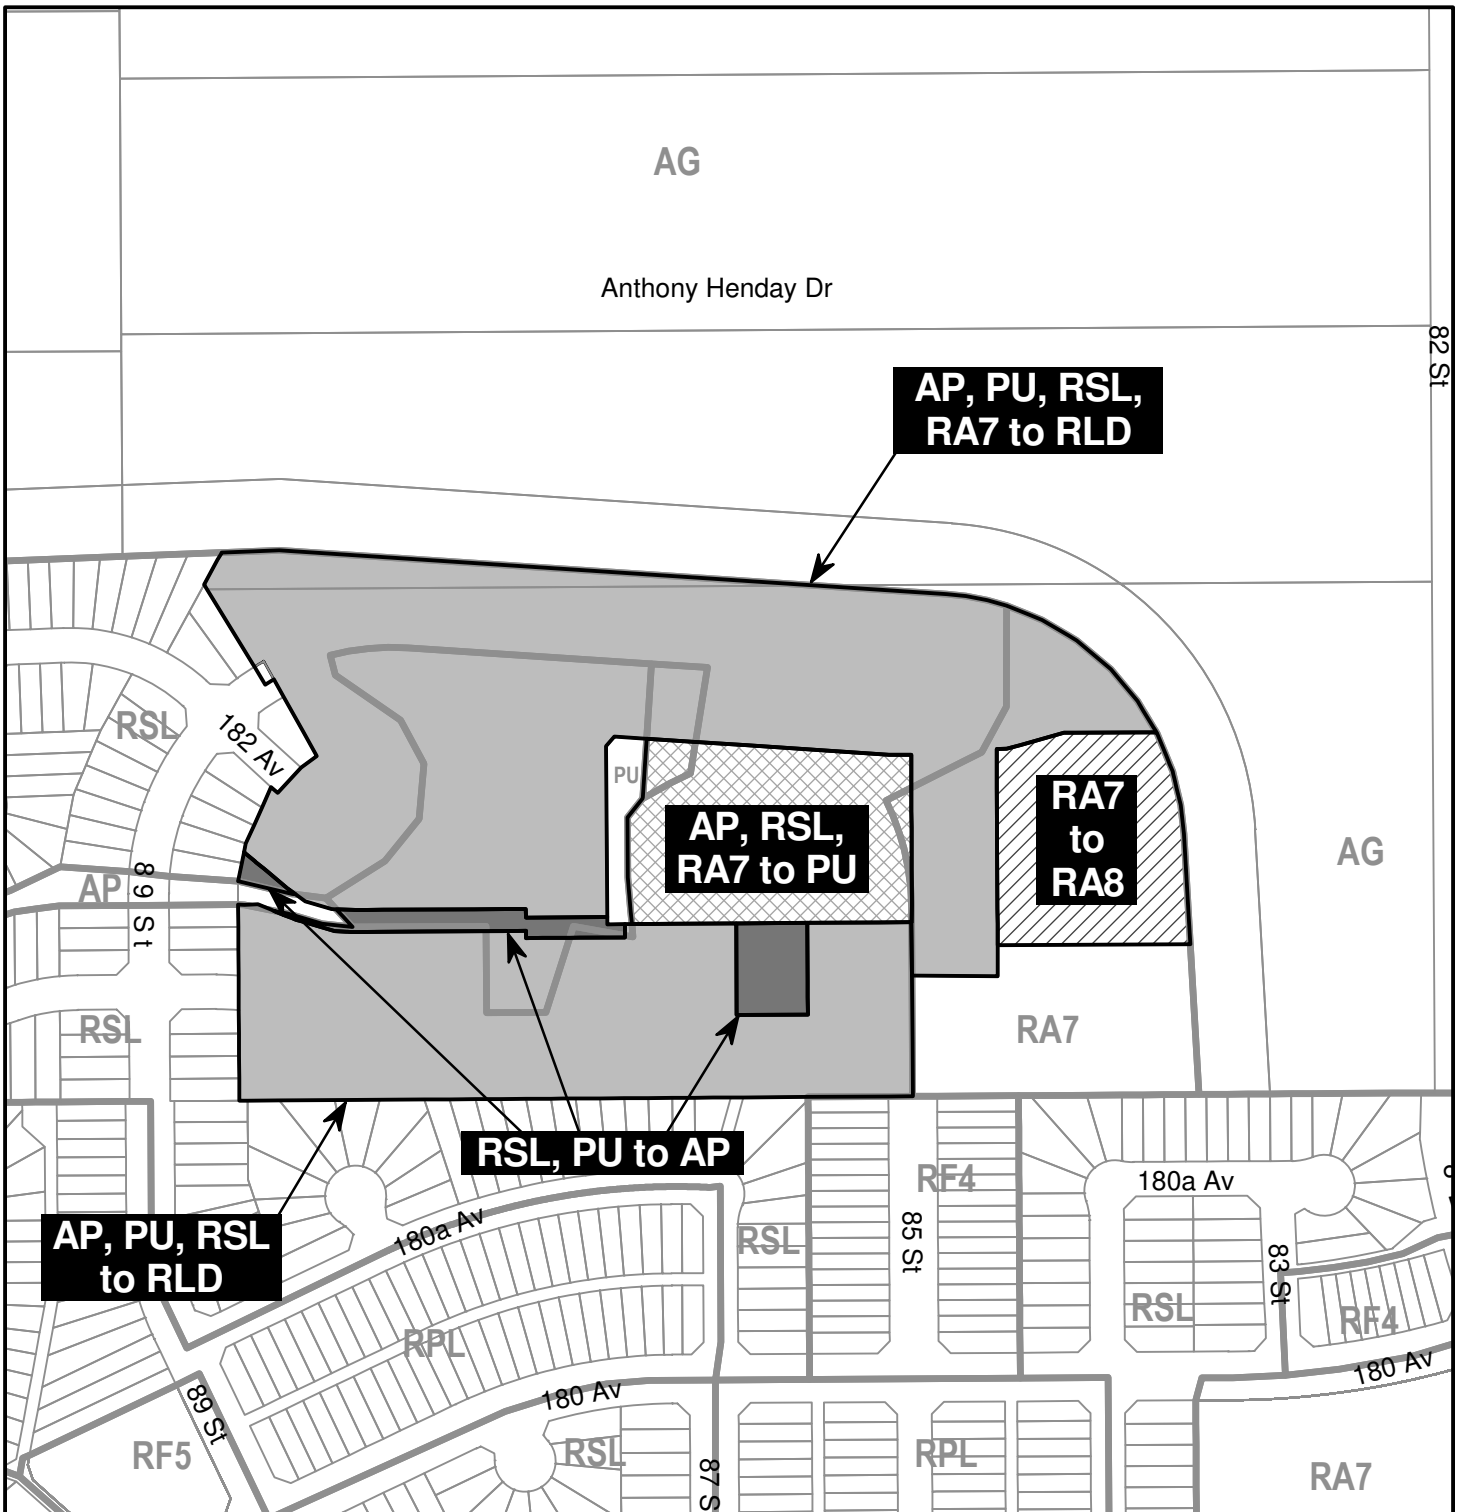 AG
Anthony Henday Dr
82 St
AP, PU, RSL,
RA7 to RLD
RSL
182 Av
PU
AP, RSL,
RA7 to PU
RA7
to
RA8
AG
AP
89 St
RSL
RA7
RSL, PU to AP
AP, PU, RSL
to RLD
180a Av
RSL
RF4
85 St
180a Av
83 St
RSL
RF4
RPL
180 Av
180 Av
89 St
RF5
RSL
87 S
RPL
RA7